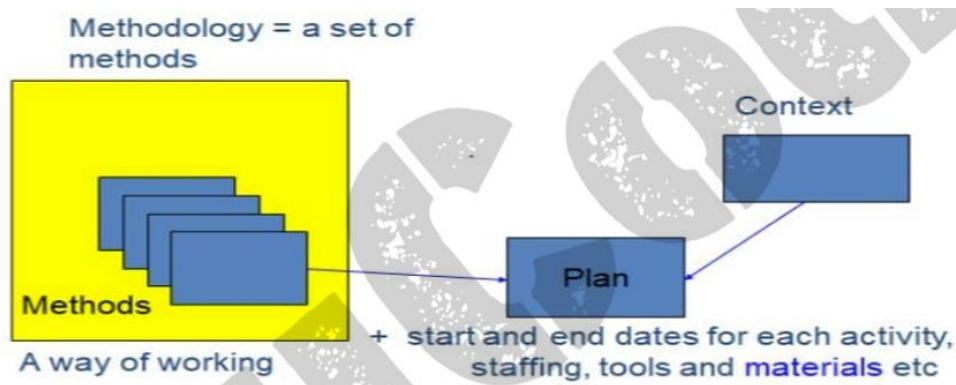 Methodology = a set of
methods
Context
Plan
Methods
A way of working
+ start and end dates for each activity,
staffing, tools and materials etc